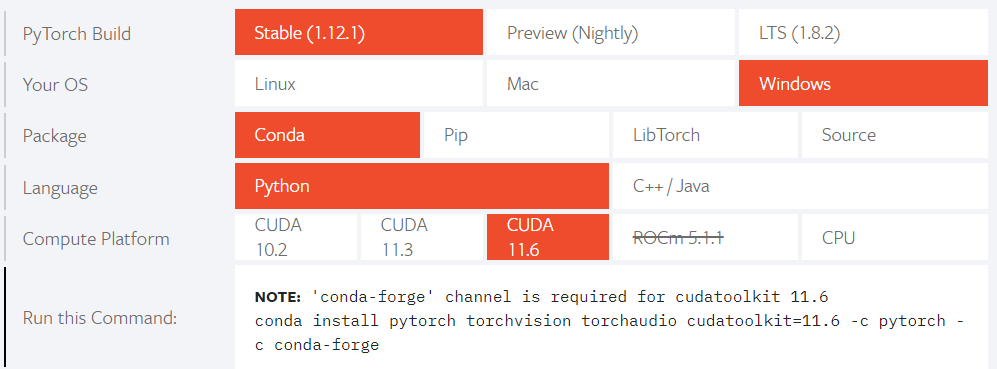 PyTorch Build Stable (1.12.1) Preview (Nightly) LTS (1.8.2)
Your OS Linux Mac Windows
Package Conda Pip LibTorch Source
Language Python C++ / Java
Compute Platform CUDA 10.2 CUDA 11.3 CUDA 11.6 ROCm 5.1.1 CPU
Run this Command:
NOTE: 'conda-forge' channel is required for cudatoolkit 11.6
conda install pytorch torchvision torchaudio cudatoolkit=11.6 -c pytorch -
c conda-forge